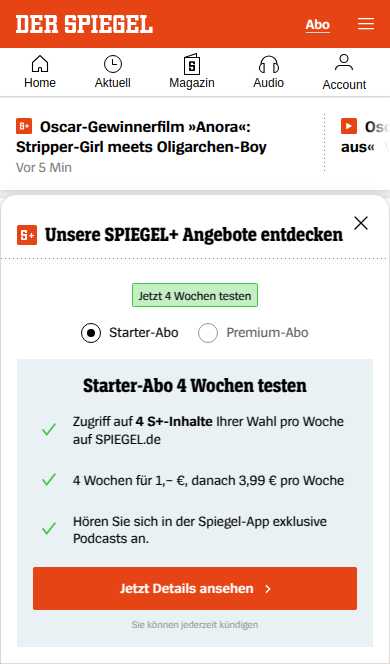 DER SPIEGEL
Abo
Home
Aktuell
Magazin
Audio
Account
Oscar-Gewinnerfilm »Anora«:
Stripper-Girl meets Oligarchen-Boy
Vor 5 Min
aus«
S+ Unsere SPIEGEL+ Angebote entdecken
Jetzt 4 Wochen testen
Starter-Abo
Premium-Abo
Starter-Abo 4 Wochen testen
Zugriff auf 4 S+-Inhalte Ihrer Wahl pro Woche
auf SPIEGEL.de
4 Wochen für 1,– €, danach 3,99 € pro Woche
Hören Sie sich in der Spiegel-App exklusive
Podcasts an.
Jetzt Details ansehen
Sie können jederzeit kündigen